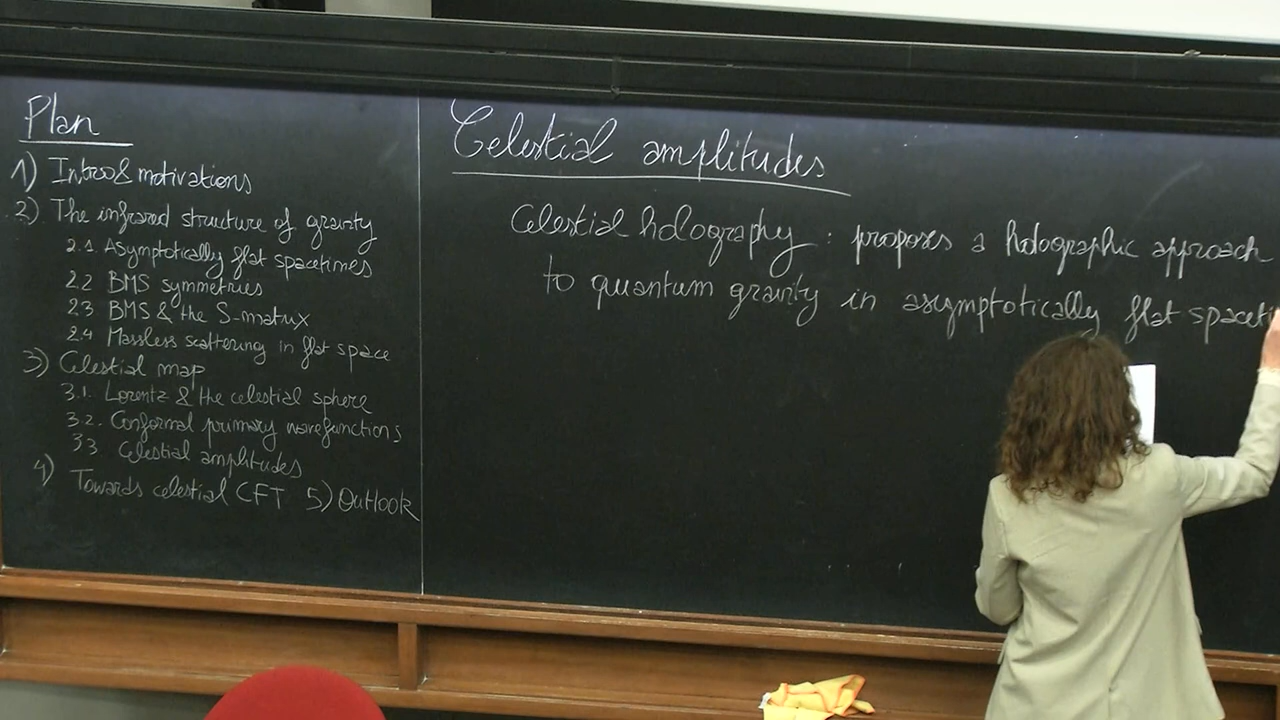 Plan
1) Intro & motivations
2) The infrared structure of gravity
2.1. Asymptotically flat spacetimes
2.2 BMS symmetries
2.3 BMS & the S-matrix
2.4 Massless scattering in flat space
3) Celestial map
3.1. Lorentz & the celestial sphere
3.2. Conformal primary wavefunctions
3.3 Celestial amplitudes
4) Towards celestial CFT 5) Outlook
Celestial amplitudes
Celestial holography : proposes a holographic approach
to quantum gravity in asymptotically flat spaceti